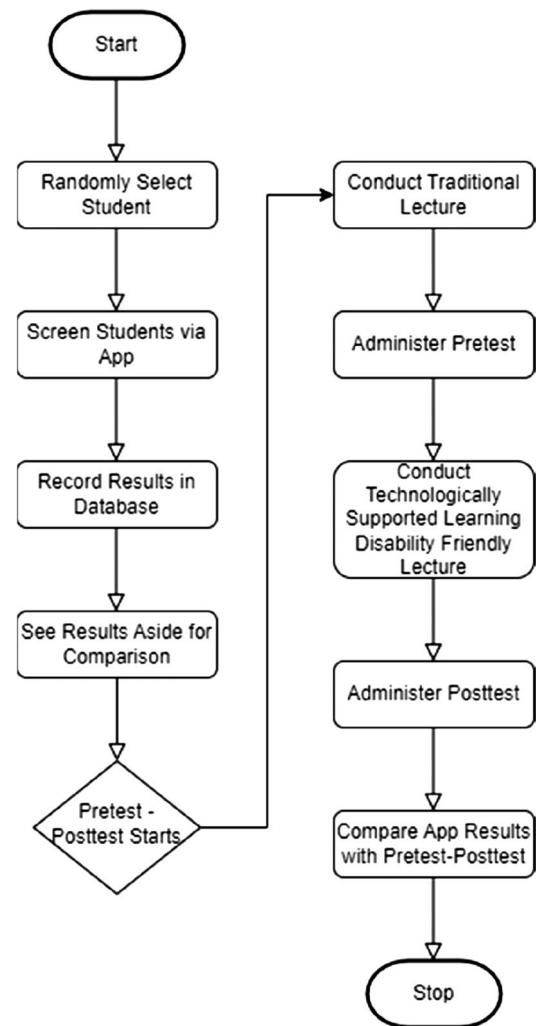 Start
Randomly Select
Student
Screen Students via
App
Record Results in
Database
See Results Aside for
Comparison
Pretest -
Posttest Starts
Conduct Traditional
Lecture
Administer Pretest
Conduct
Technologically
Supported Learning
Disability Friendly
Lecture
Administer Posttest
Compare App Results
with Pretest-Posttest
Stop